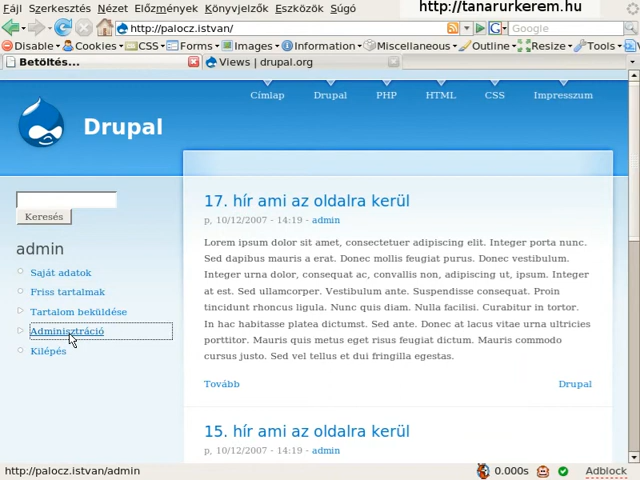 Fájl Szerkesztés Nézet Előzmények Könyvjelzők Eszközök Súgó http://tanarurkerem.hu
http://palocz.istvan/ Google
Disable Cookies CSS Forms Images Information Miscellaneous Outline Resize Tools
Betöltés... Views | drupal.org
Címlap Drupal PHP HTML CSS Impresszum
Drupal
Keresés
admin
Saját adatok
Friss tartalmak
Tartalom beküldése
Adminisztráció
Kilépés
17. hír ami az oldalra kerül
p, 10/12/2007 - 14:19 - admin
Lorem ipsum dolor sit amet, consectetuer adipiscing elit. Integer porta nunc.
Sed dapibus mauris a erat. Donec mollis feugiat purus. Donec vestibulum.
Integer urna dolor, consequat ac, convallis non, adipiscing ut, ipsum. Integer
at est. Sed ullamcorper. Vestibulum ante. Suspendisse consequat. Proin
tincidunt rhoncus ligula. Nunc quis diam. Nulla facilisi. Curabitur in tortor.
In hac habitasse platea dictumst. Sed ante. Donec at lacus vitae urna ultricies
porttitor. Mauris quis metus eget risus feugiat dictum. Mauris commodo
cursus justo. Sed vel tellus et dui fringilla egestas.
Tovább Drupal
15. hír ami az oldalra kerül
p, 10/12/2007 - 14:19 - admin
http://palocz.istvan/admin 0.000s Adblock